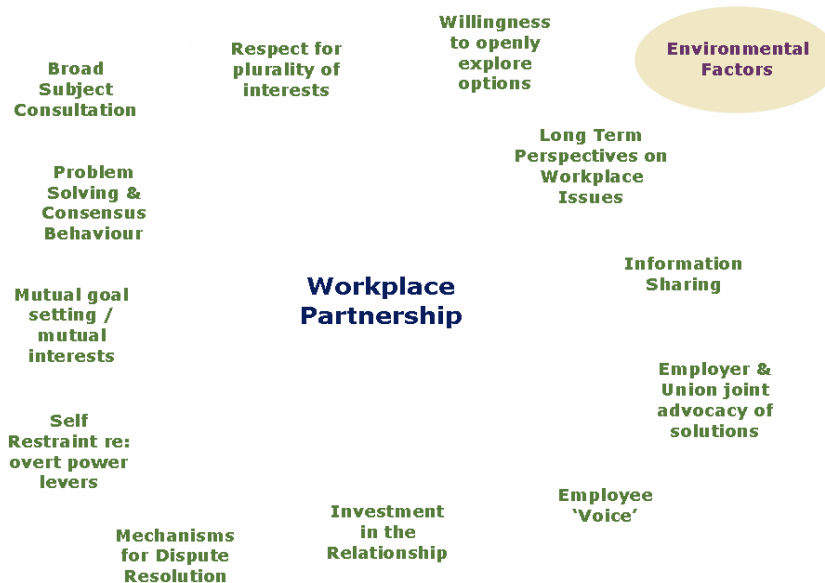 Broad
Subject
Consultation
Respect for
plurality of
interests
Willingness
to openly
explore
options
Environmental
Factors
Long Term
Perspectives on
Workplace
Issues
Problem
Solving &
Consensus
Behaviour
Workplace
Partnership
Information
Sharing
Mutual goal
setting /
mutual
interests
Employer &
Union joint
advocacy of
solutions
Self
Restraint re:
overt power
levers
Employee
‘Voice’
Investment
in the
Relationship
Mechanisms
for Dispute
Resolution